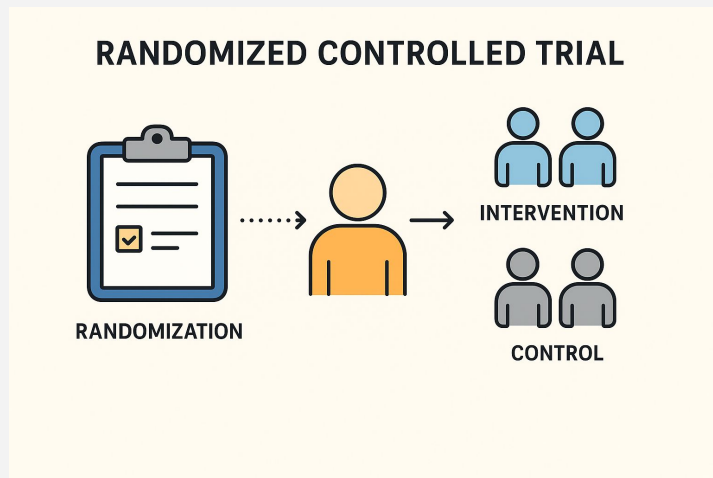 RANDOMIZED CONTROLLED TRIAL
RANDOMIZATION
INTERVENTION
CONTROL